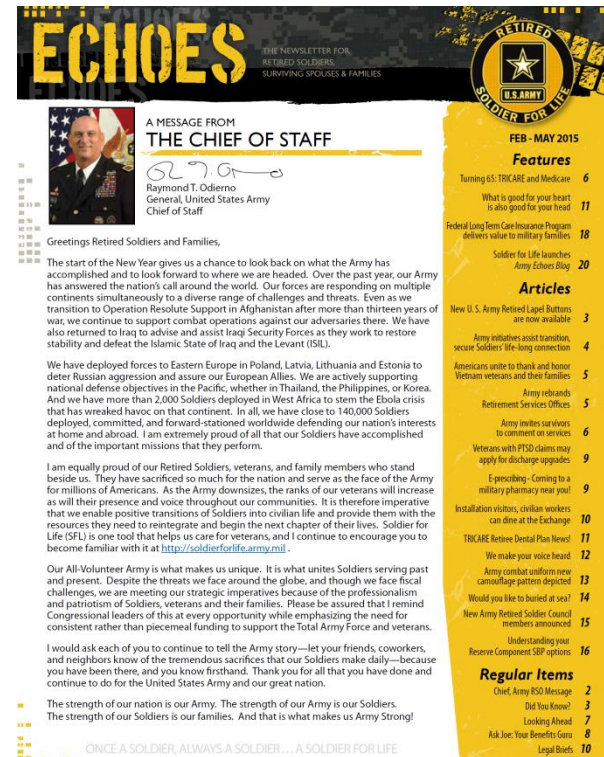 ECHOES
THE NEWSLETTER FOR
RETIRED SOLDIERS,
SURVIVING SPOUSES & FAMILIES
RETIRED
U.S.ARMY
SOLDIER FOR LIFE
A MESSAGE FROM
THE CHIEF OF STAFF
Raymond T. Odierno
General, United States Army
Chief of Staff
Greetings Retired Soldiers and Families,
The start of the New Year gives us a chance to look back on what the Army has
accomplished and to look forward to where we are headed. Over the past year, our Army
has answered the nation's call around the world. Our forces are responding on multiple
continents simultaneously to a diverse range of challenges and threats. Even as we
transition to Operation Resolute Support in Afghanistan after more than thirteen years of
war, we continue to support combat operations against our adversaries there. We have
also returned to Iraq to advise and assist Iraqi Security Forces as they work to restore
stability and defeat the Islamic State of Iraq and the Levant (ISIL).
We have deployed forces to Eastern Europe in Poland, Latvia, Lithuania and Estonia to
deter Russian aggression and assure our European Allies. We are actively supporting
national defense objectives in the Pacific, whether in Thailand, the Philippines, or Korea.
And we have more than 2,000 Soldiers deployed in West Africa to stem the Ebola crisis
that has wreaked havoc on that continent. In all, we have close to 140,000 Soldiers
deployed, committed, and forward-stationed worldwide defending our nation's interests
at home and abroad. I am extremely proud of all that our Soldiers have accomplished
and of the important missions that they perform.
I am equally proud of our Retired Soldiers, veterans, and family members who stand
beside us. They have sacrificed so much for the nation and serve as the face of the Army
for millions of Americans. As the Army downsizes, the ranks of our veterans will increase
as will their presence and voice throughout our communities. It is therefore imperative
that we enable positive transitions of Soldiers into civilian life and provide them with the
resources they need to reintegrate and begin the next chapter of their lives. Soldier for
Life (SFL) is one tool that helps us care for veterans, and I continue to encourage you to
become familiar with it at http://soldierforlife.army.mil .
Our All-Volunteer Army is what makes us unique. It is what unites Soldiers serving past
and present. Despite the threats we face around the globe, and though we face fiscal
challenges, we are meeting our strategic imperatives because of the professionalism
and patriotism of Soldiers, veterans and their families. Please be assured that I remind
Congressional leaders of this at every opportunity while emphasizing the need for
consistent rather than piecemeal funding to support the Total Army Force and veterans.
I would ask each of you to continue to tell the Army story—let your friends, coworkers,
and neighbors know of the tremendous sacrifices that our Soldiers make daily—because
you have been there, and you know firsthand. Thank you for all that you have done and
continue to do for the United States Army and our great nation.
The strength of our nation is our Army. The strength of our Army is our Soldiers.
The strength of our Soldiers is our families. And that is what makes us Army Strong!
ONCE A SOLDIER, ALWAYS A SOLDIER . . . A SOLDIER FOR LIFE
FEB - MAY 2015
Features
Turning 65: TRICARE and Medicare 6
What is good for your heart
is also good for your head 11
Federal Long Term Care Insurance Program
delivers value to military families 18
Soldier for Life launches
Army Echoes Blog 20
Articles
New U. S. Army Retired Lapel Buttons
are now available 3
Army initiatives assist transition,
secure Soldiers' life-long connection 4
Americans unite to thank and honor
Vietnam veterans and their families 5
Army rebrands
Retirement Services Offices 5
Army invites survivors
to comment on services 6
Veterans with PTSD claims may
apply for discharge upgrades 9
E-prescribing - Coming to a
military pharmacy near you! 9
Installation visitors, civilian workers
can dine at the Exchange 10
TRICARE Retiree Dental Plan News! 11
We make your voice heard 12
Army combat uniform new
camouflage pattern depicted 13
Would you like to buried at sea? 14
New Army Retired Soldier Council
members announced 15
Understanding your
Reserve Component SBP options 16
Regular Items
Chief, Army RSO Message 2
Did You Know? 3
Looking Ahead 7
Ask Joe: Your Benefits Guru 8
Legal Briefs 10